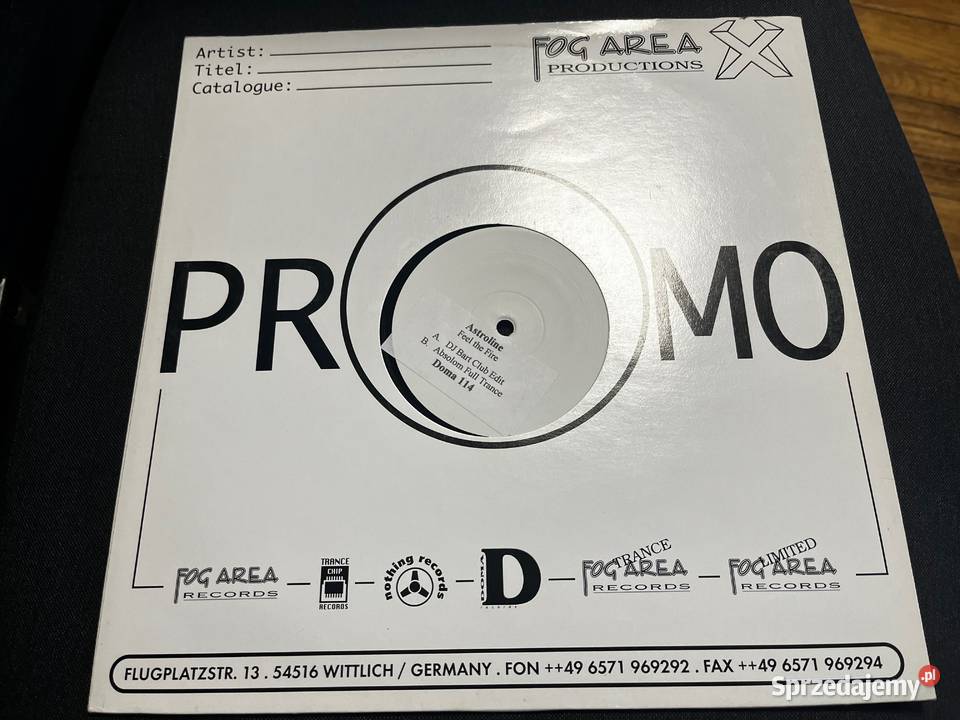 Artist:
Titel:
Catalogue:
FOG AREA
PRODUCTIONS
X
PROMO
Astroline
Feel the Fire
A. DJ Bart Club Edit
B. Absolom Full Trance
Doma 114
FOG AREA
RECORDS
TRANCE
CHIP
RECORDS
nothing records
D
records
TRANCE
FOG AREA
RECORDS
LIMITED
FOG AREA
RECORDS
FLUGPLATZSTR. 13 . 54516 WITTLICH / GERMANY . FON ++49 6571 969292 . FAX ++49 6571 969294
Sprzedajemy.pl